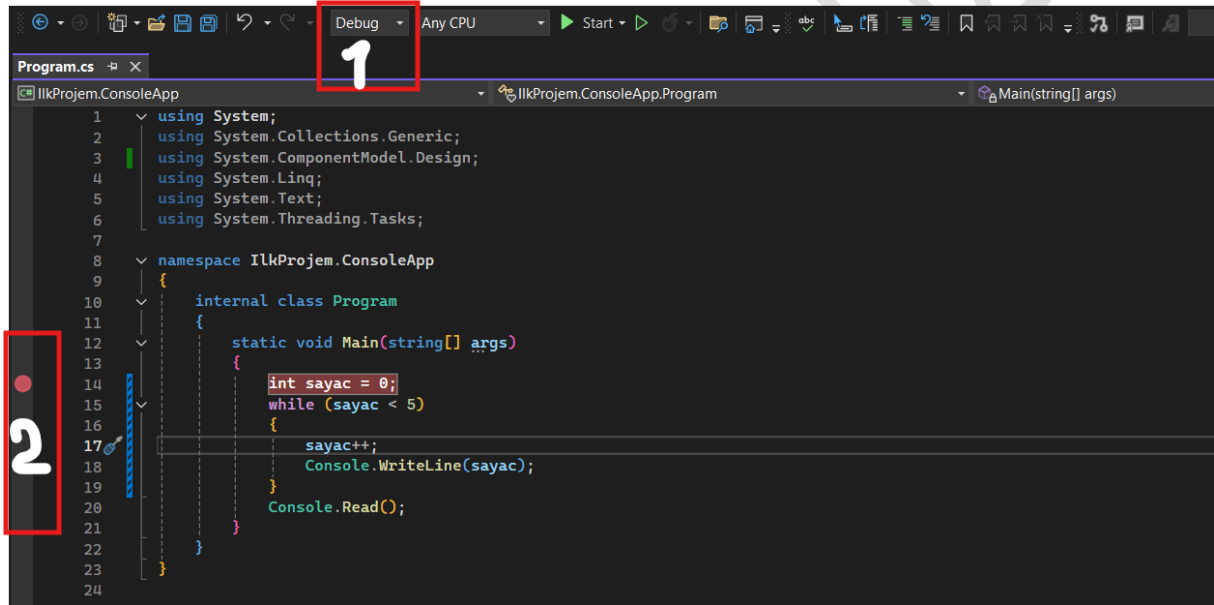 Debug Any CPU Start abc
1
Program.cs
C# IlkProjem.ConsoleApp IlkProjem.ConsoleApp.Program Main(string[] args)
1 using System;
2 using System.Collections.Generic;
3 using System.ComponentModel.Design;
4 using System.Linq;
5 using System.Text;
6 using System.Threading.Tasks;
7
8 namespace IlkProjem.ConsoleApp
9 {
10 internal class Program
11 {
12 static void Main(string[] args)
13 {
14 int sayac = 0;
15 while (sayac < 5)
16 {
2
17 sayac++;
18 Console.WriteLine(sayac);
19 }
20 Console.Read();
21 }
22 }
23 }
24